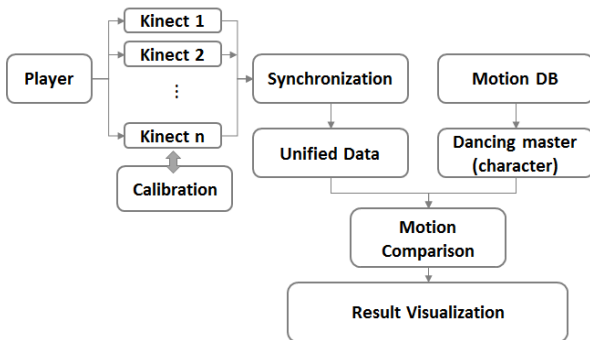 Player
Kinect 1
Kinect 2
⋮
Kinect n
Calibration
Synchronization
Unified Data
Motion DB
Dancing master
(character)
Motion
Comparison
Result Visualization